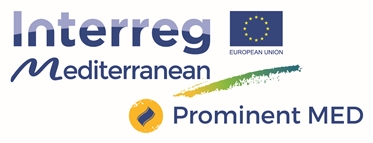 Interreg
EUROPEAN UNION
Mediterranean
Prominent MED